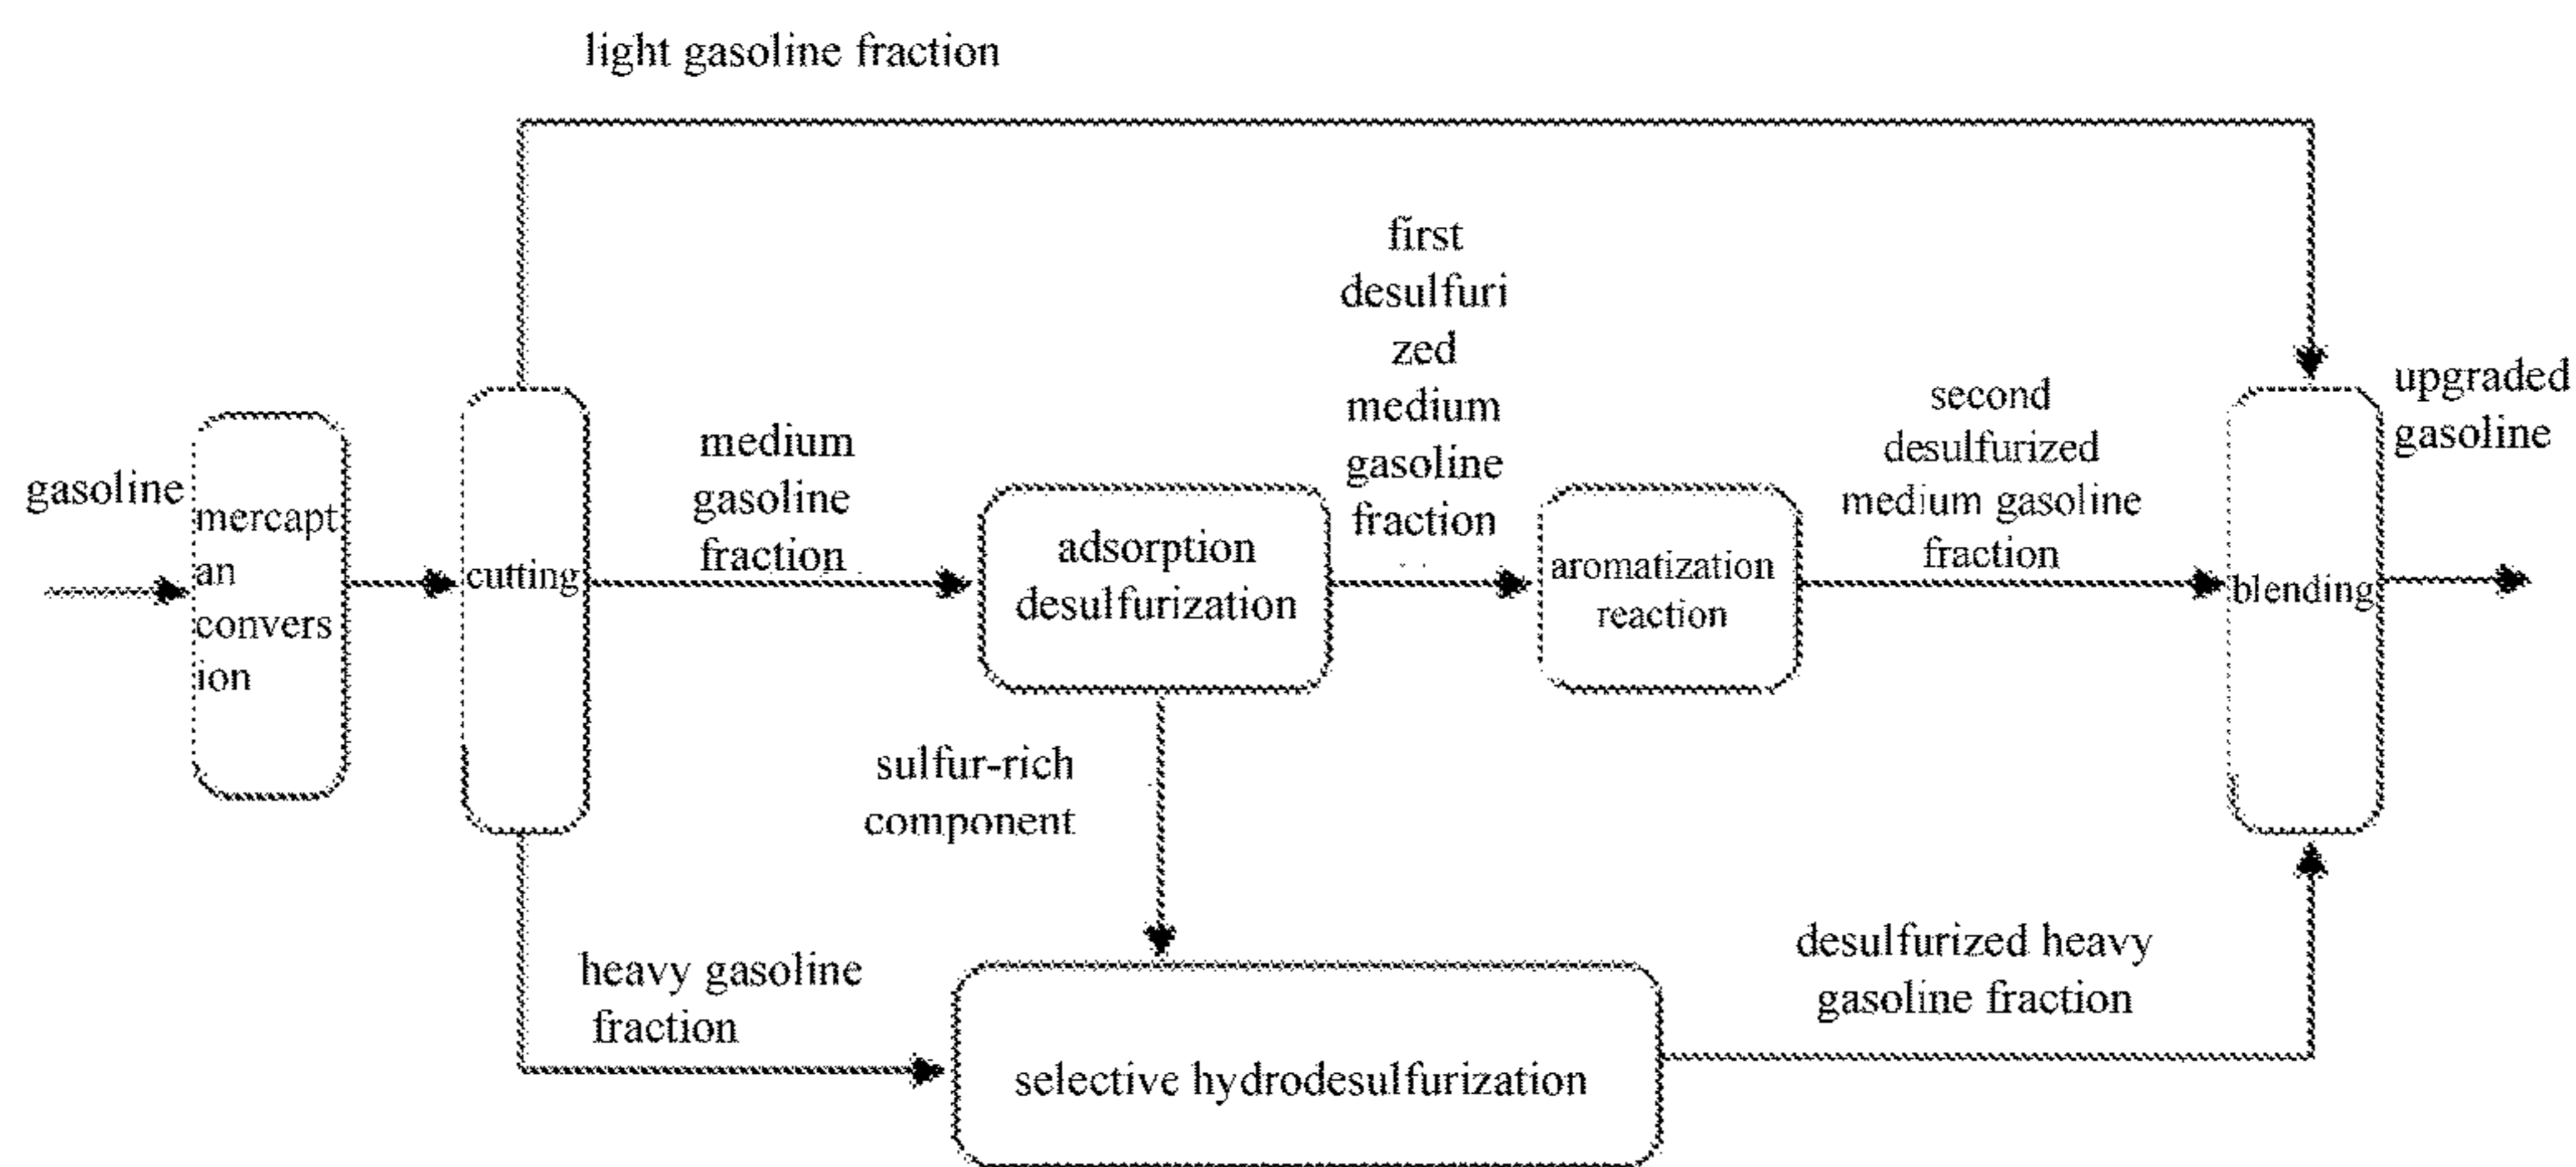 light gasoline fraction
gasoline
mercapt
an
convers
ion
cutting
medium
gasoline
fraction
adsorption
desulfurization
first
desulfuri
zed
medium
gasoline
fraction
aromatization
reaction
second
desulfurized
medium gasoline
fraction
blending
upgraded
gasoline
sulfur-rich
component
heavy gasoline
fraction
selective hydrodesulfurization
desulfurized heavy
gasoline fraction